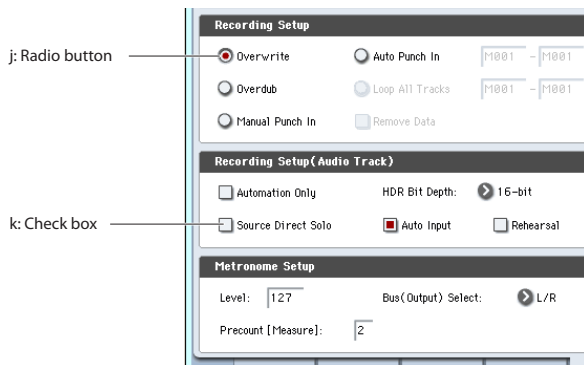 Recording Setup
j: Radio button
Overwrite Auto Punch In M001 - M001
Overdub Loop All Tracks M001 - M001
Manual Punch In Remove Data
Recording Setup(Audio Track)
Automation Only HDR Bit Depth: 16-bit
k: Check box
Source Direct Solo Auto Input Rehearsal
Metronome Setup
Level: 127 Bus(Output) Select: L/R
Precount [Measure]: 2